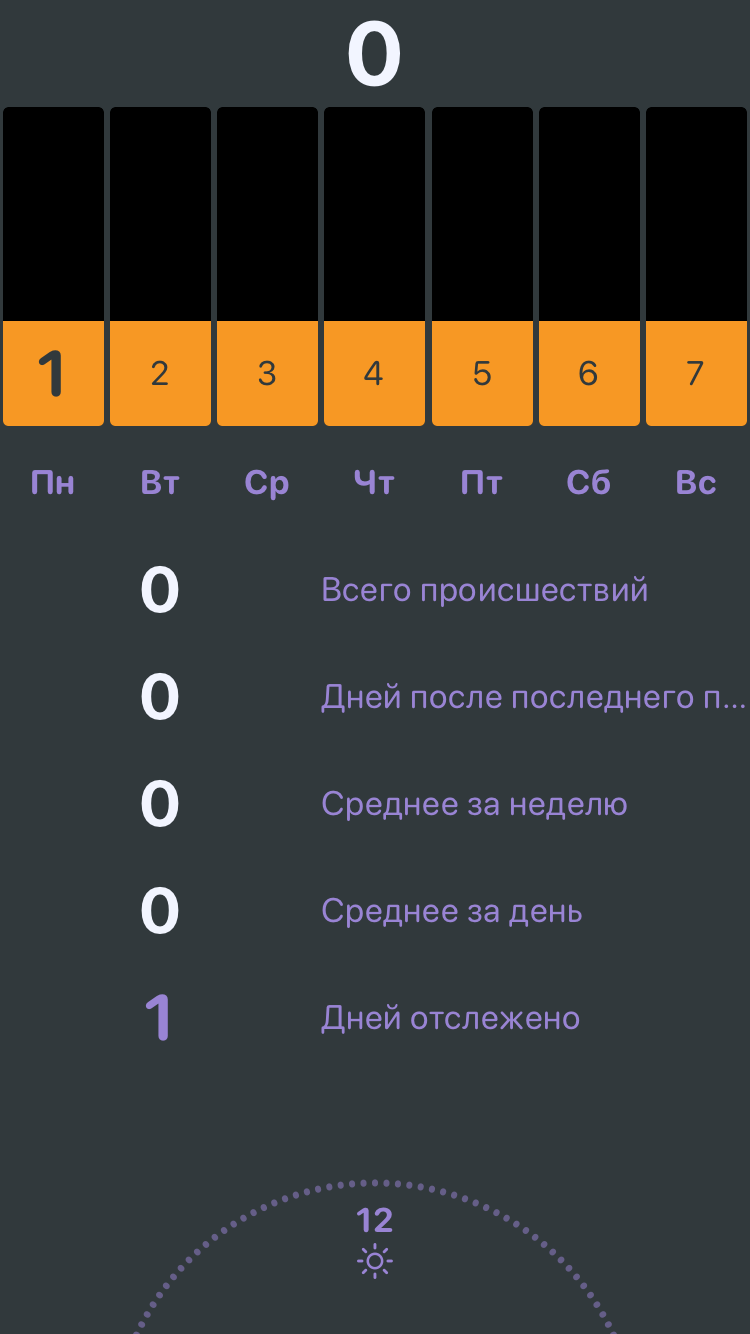 0
1 2 3 4 5 6 7
Пн Вт Ср Чт Пт Сб Вс
0 Всего происшествий
0 Дней после последнего п...
0 Среднее за неделю
0 Среднее за день
1 Дней отслежено
12